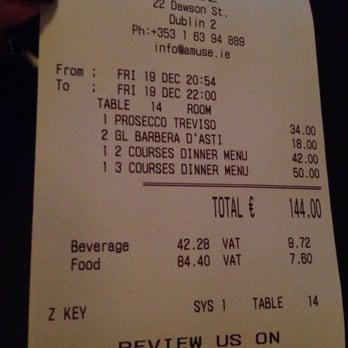 22 Dawson St.
Dublin 2
Ph:+353 1 63 94 889
info@amuse.ie
From : FRI 19 DEC 20:54
To : FRI 19 DEC 22:00
TABLE 14 ROOM
1 PROSECCO TREVISO 34.00
2 GL BARBERA D'ASTI 18.00
1 2 COURSES DINNER MENU 42.00
1 3 COURSES DINNER MENU 50.00
TOTAL € 144.00
Beverage 42.28 VAT 9.72
Food 84.40 VAT 7.60
Z KEY SYS 1 TABLE 14
REVIEW US ON